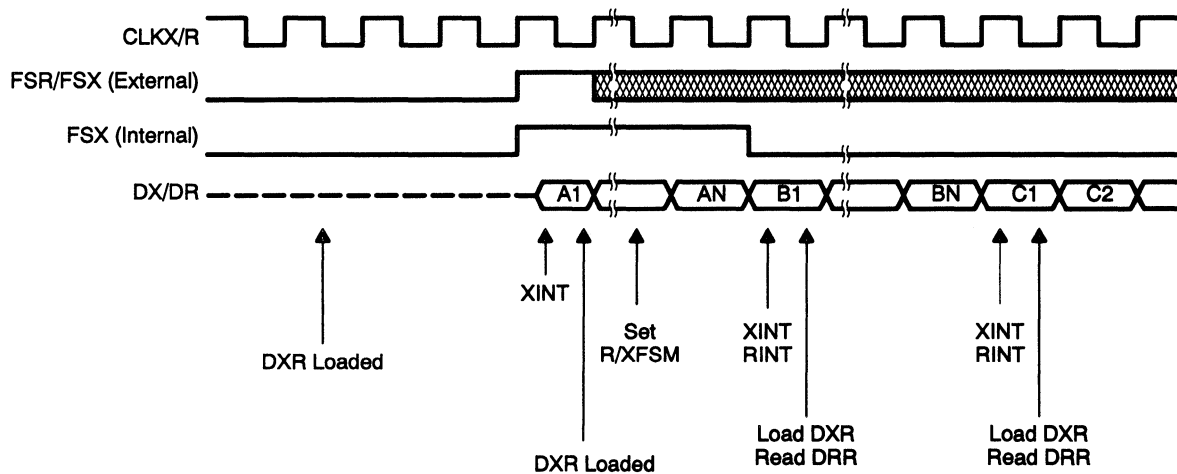 CLKX/R
FSR/FSX (External)
FSX (Internal)
DX/DR
A1
AN
B1
BN
C1
C2
XINT
Set
R/XFSM
XINT
RINT
XINT
RINT
DXR Loaded
DXR Loaded
Load DXR
Read DRR
Load DXR
Read DRR